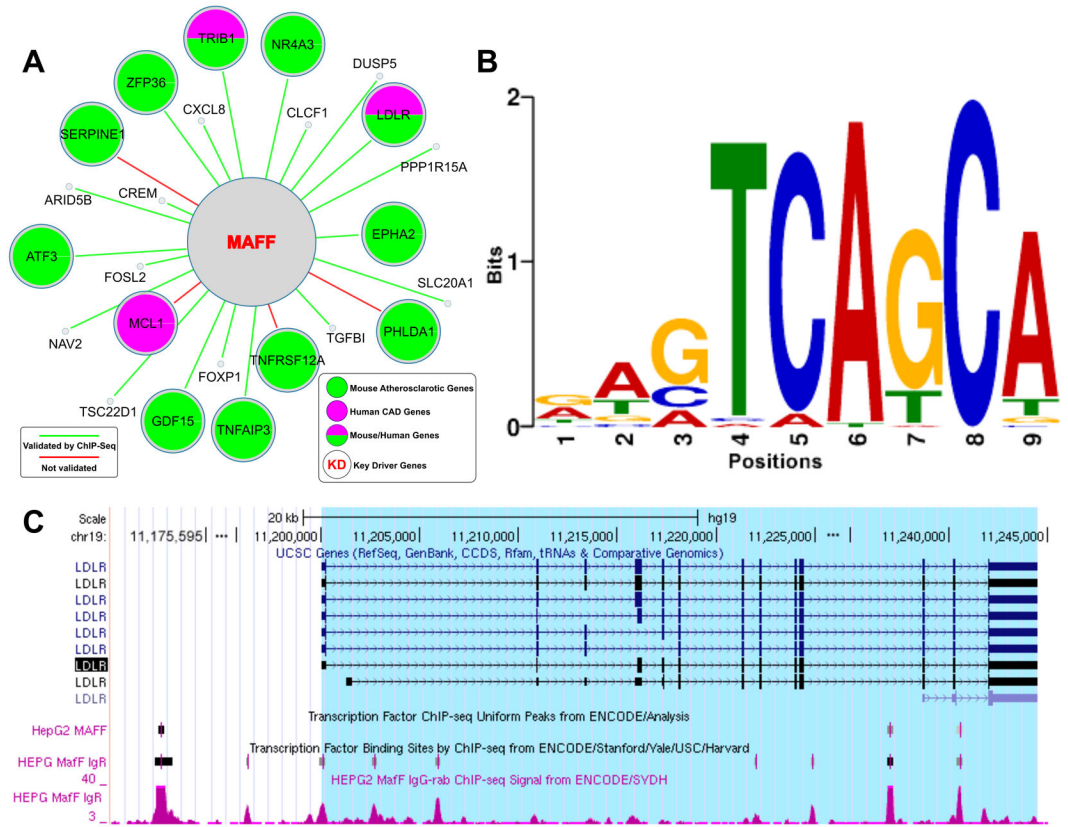 A
TRIB1
NR4A3
DUSP5
ZFP36
CXCL8
CLCF1
LDLR
SERPINE1
PPP1R15A
CREM
ARID5B
MAFF
EPHA2
ATF3
FOSL2
SLC20A1
MCL1
PHLDA1
NAV2
TGFBI
TNFRSF12A
FOXP1
TSC22D1
GDF15
TNFAIP3
Validated by ChIP-Seq
Not validated
Mouse Atherosclarotic Genes
Human CAD Genes
Mouse/Human Genes
KD Key Driver Genes
B
2
1
0
Bits
G A T
A T G
G C A
T
C A
A
G T
C
A T G
1 2 3 4 5 6 7 8 9
Positions
C
Scale 20 kb hg19
chr19: 11,175,595 ••• 11,200,000 11,205,000 11,210,000 11,215,000 11,220,000 11,225,000 ••• 11,240,000 11,245,000
UCSC Genes (RefSeq, GenBank, CCDS, Rfam, tRNAs & Comparative Genomics)
LDLR
LDLR
LDLR
LDLR
LDLR
LDLR
LDLR
LDLR
LDLR
Transcription Factor ChIP-seq Uniform Peaks from ENCODE/Analysis
HepG2 MAFF
Transcription Factor Binding Sites by ChIP-seq from ENCODE/Stanford/Yale/USC/Harvard
HEPG MafF IgR
40
HEPG2 MafF IgG-rab ChIP-seq Signal from ENCODE/SYDH
HEPG MafF IgR
3